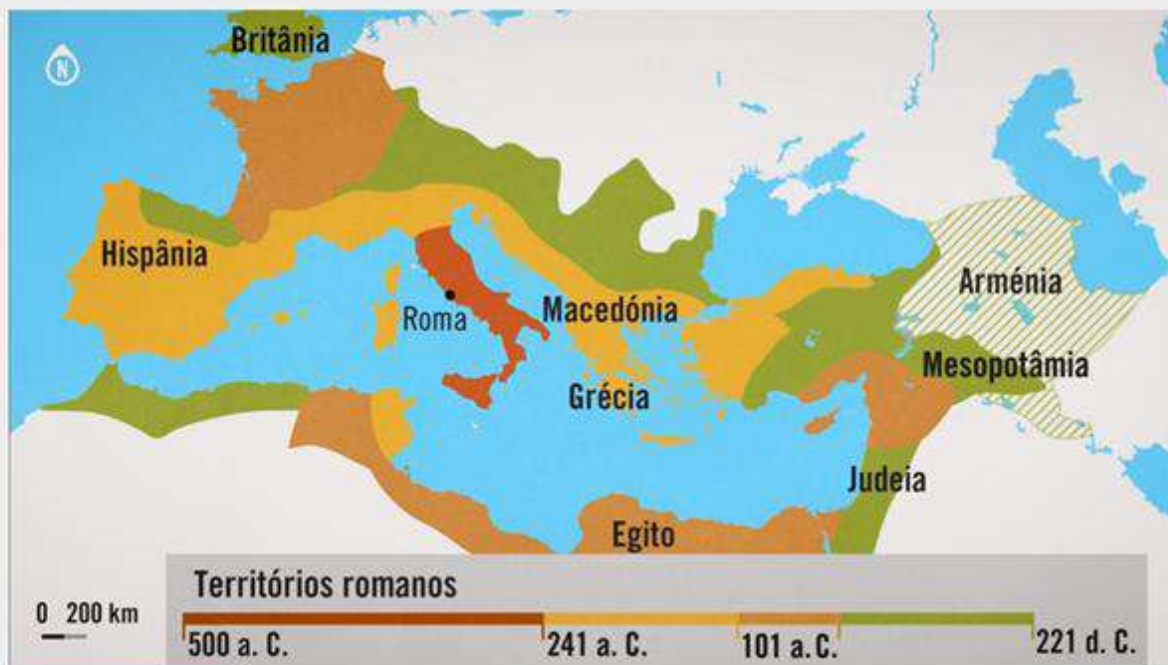 Britânia
N
Hispânia
Arménia
Roma
Macedónia
Mesopotâmia
Grécia
Judeia
Egito
Territórios romanos
0 200 km
500 a. C. 241 a. C. 101 a. C. 221 d. C.